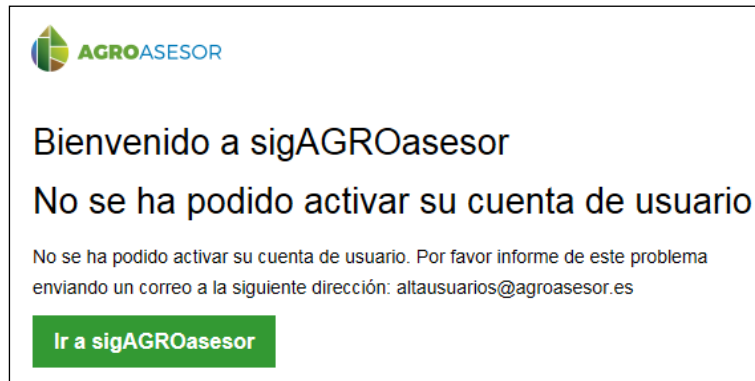 AGROASESOR
Bienvenido a sigAGROasesor
No se ha podido activar su cuenta de usuario
No se ha podido activar su cuenta de usuario. Por favor informe de este problema
enviando un correo a la siguiente dirección: altausuarios@agroasesor.es
Ir a sigAGROasesor